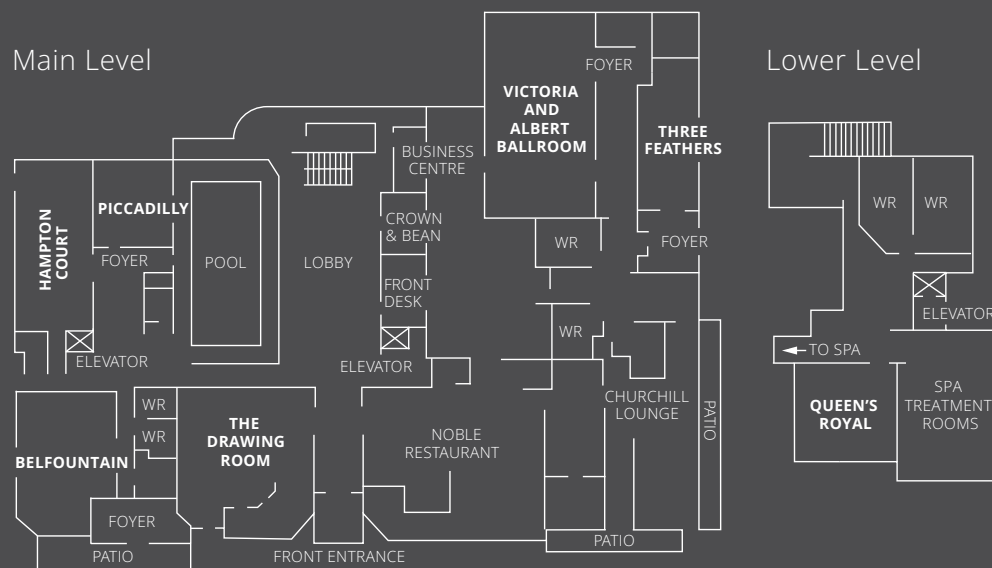 Main Level
Lower Level
FOYER
VICTORIA
AND
ALBERT
BALLROOM
THREE
FEATHERS
BUSINESS
CENTRE
PICCADILLY
HAMPTON
COURT
CROWN
& BEAN
FOYER
POOL
LOBBY
WR
FOYER
FRONT
DESK
WR
ELEVATOR
ELEVATOR
CHURCHILL
LOUNGE
PATIO
WR
WR
THE
DRAWING
ROOM
NOBLE
RESTAURANT
BELFOUNTAIN
FOYER
PATIO
FRONT ENTRANCE
PATIO
WR
WR
ELEVATOR
TO SPA
QUEEN'S
ROYAL
SPA
TREATMENT
ROOMS